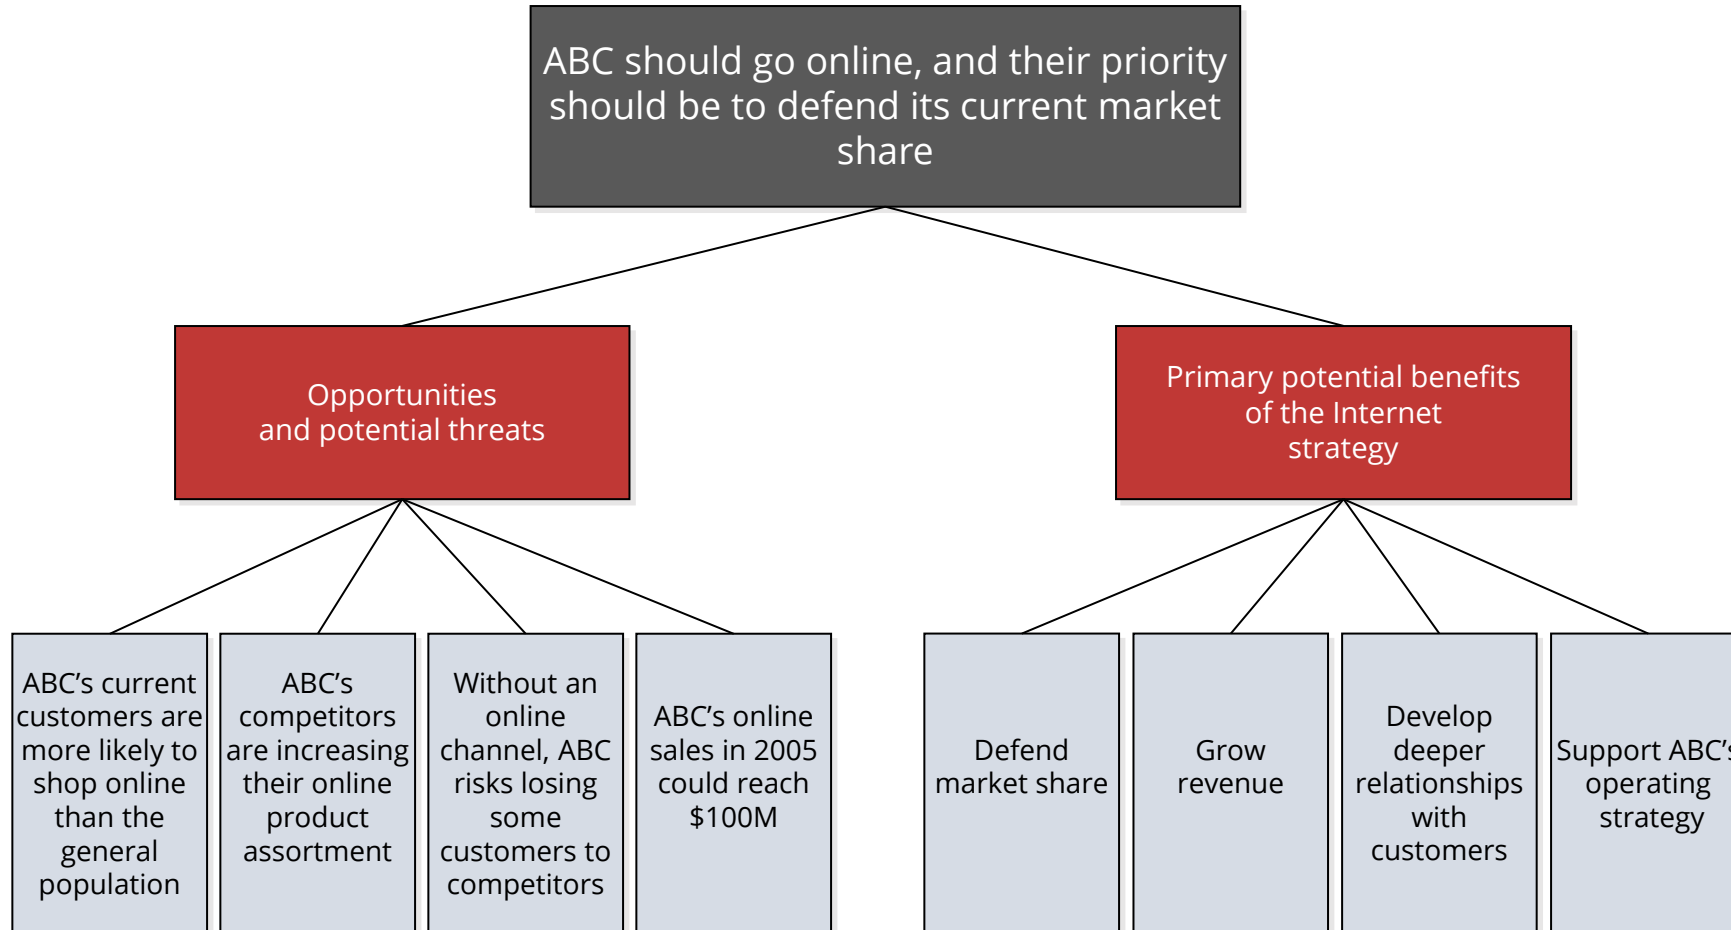 ABC should go online, and their priority
should be to defend its current market
share
Opportunities
and potential threats
Primary potential benefits
of the Internet
strategy
ABC’s current
customers are
more likely to
shop online
than the
general
population
ABC’s
competitors
are increasing
their online
product
assortment
Without an
online
channel, ABC
risks losing
some
customers to
competitors
ABC’s online
sales in 2005
could reach
$100M
Defend
market share
Grow
revenue
Develop
deeper
relationships
with
customers
Support ABC’s
operating
strategy